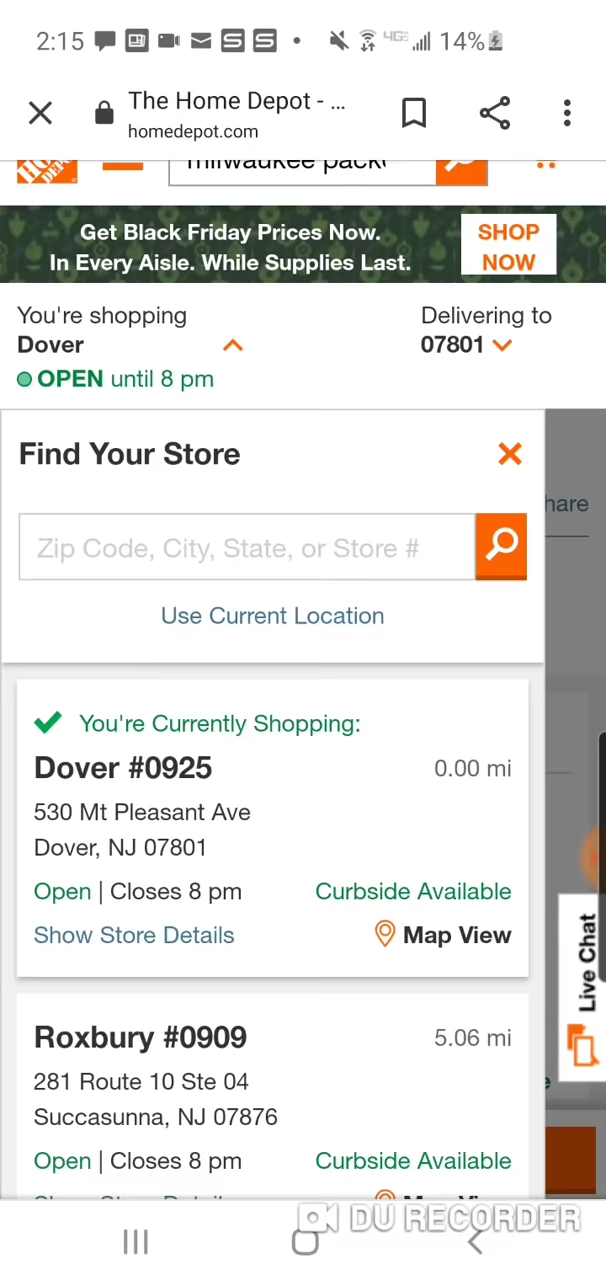 2:15
4G
14%
The Home Depot - ...
homedepot.com
milwaukee pack
Get Black Friday Prices Now.
In Every Aisle. While Supplies Last.
SHOP
NOW
You're shopping
Dover
OPEN until 8 pm
Delivering to
07801
Find Your Store
hare
Zip Code, City, State, or Store #
Use Current Location
You're Currently Shopping:
Dover #0925
0.00 mi
530 Mt Pleasant Ave
Dover, NJ 07801
Open | Closes 8 pm
Curbside Available
Show Store Details
Map View
Live Chat
Roxbury #0909
5.06 mi
281 Route 10 Ste 04
Succasunna, NJ 07876
Open | Closes 8 pm
Curbside Available
DU RECORDER